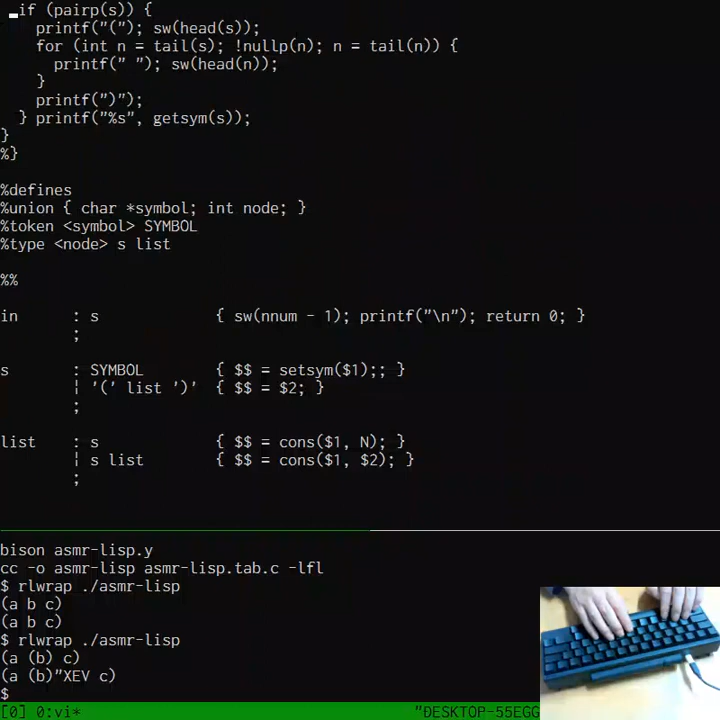 if (pairp(s)) {
printf("("); sw(head(s));
for (int n = tail(s); !nullp(n); n = tail(n)) {
printf(" "); sw(head(n));
}
printf(")");
} printf("%s", getsym(s));
}
%}
%defines
%union { char *symbol; int node; }
%token <symbol> SYMBOL
%type <node> s list
%%
in : s { sw(nnum - 1); printf("\n"); return 0; }
;
s : SYMBOL { $$ = setsym($1);; }
| '(' list ')' { $$ = $2; }
;
list : s { $$ = cons($1, N); }
| s list { $$ = cons($1, $2); }
;
bison asmr-lisp.y
cc -o asmr-lisp asmr-lisp.tab.c -lfl
$ rlwrap ./asmr-lisp
(a b c)
(a b c)
$ rlwrap ./asmr-lisp
(a (b) c)
(a (b)"XEV c)
$
[0] 0:vi* "DESKTOP-55EGG